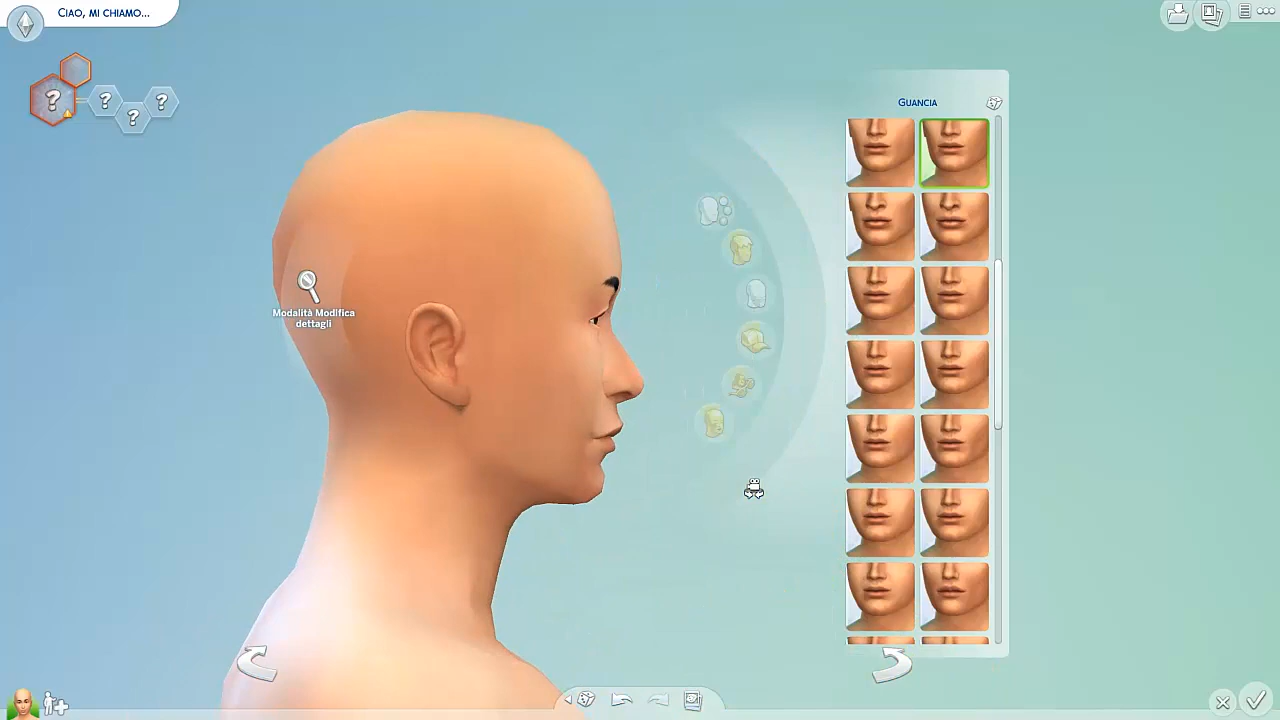 Ciao, mi chiamo...
?
?
?
?
Guancia
Modalità Modifica
dettagli